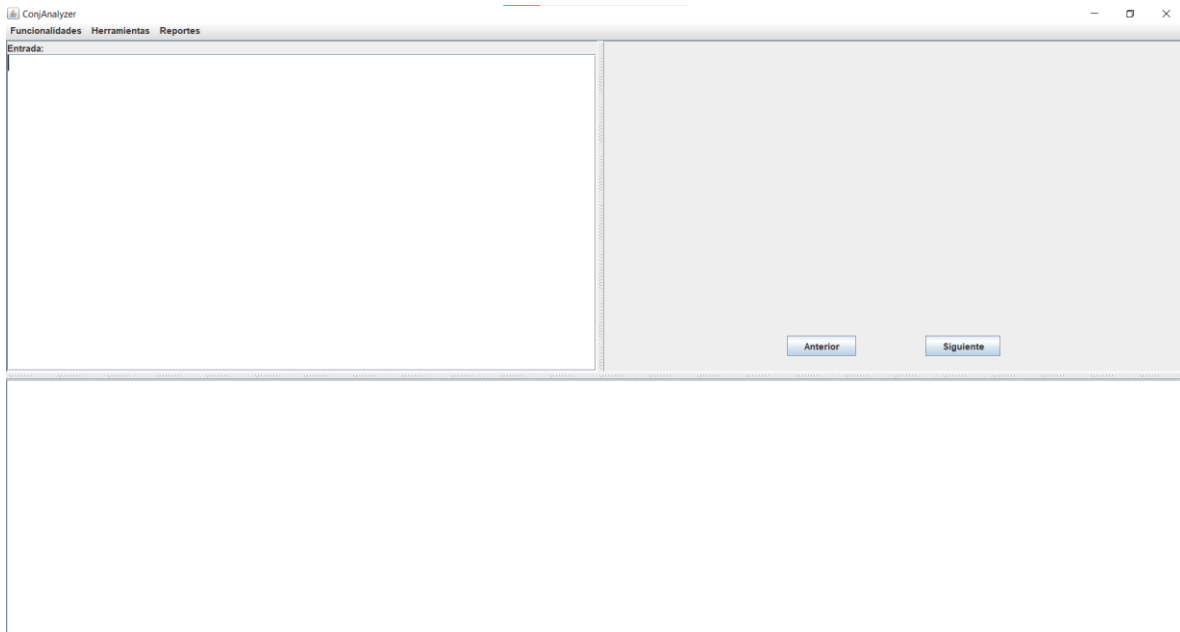 ConjAnalyzer
Funcionalidades Herramientas Reportes
Entrada:
Anterior Siguiente